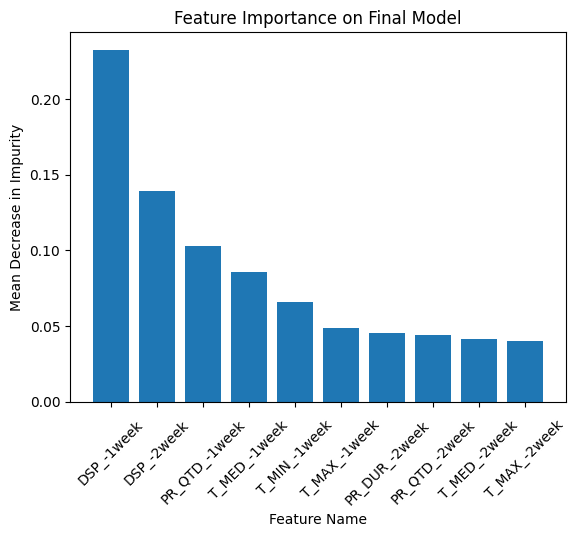 Feature Importance on Final Model
Mean Decrease in Impurity
0.20
0.15
0.10
0.05
0.00
DSP_-1week
DSP_-2week
PR_QTD_-1week
T_MED_-1week
T_MIN_-1week
T_MAX_-1week
PR_DUR_-2week
PR_QTD_-2week
T_MED_-2week
T_MAX_-2week
Feature Name